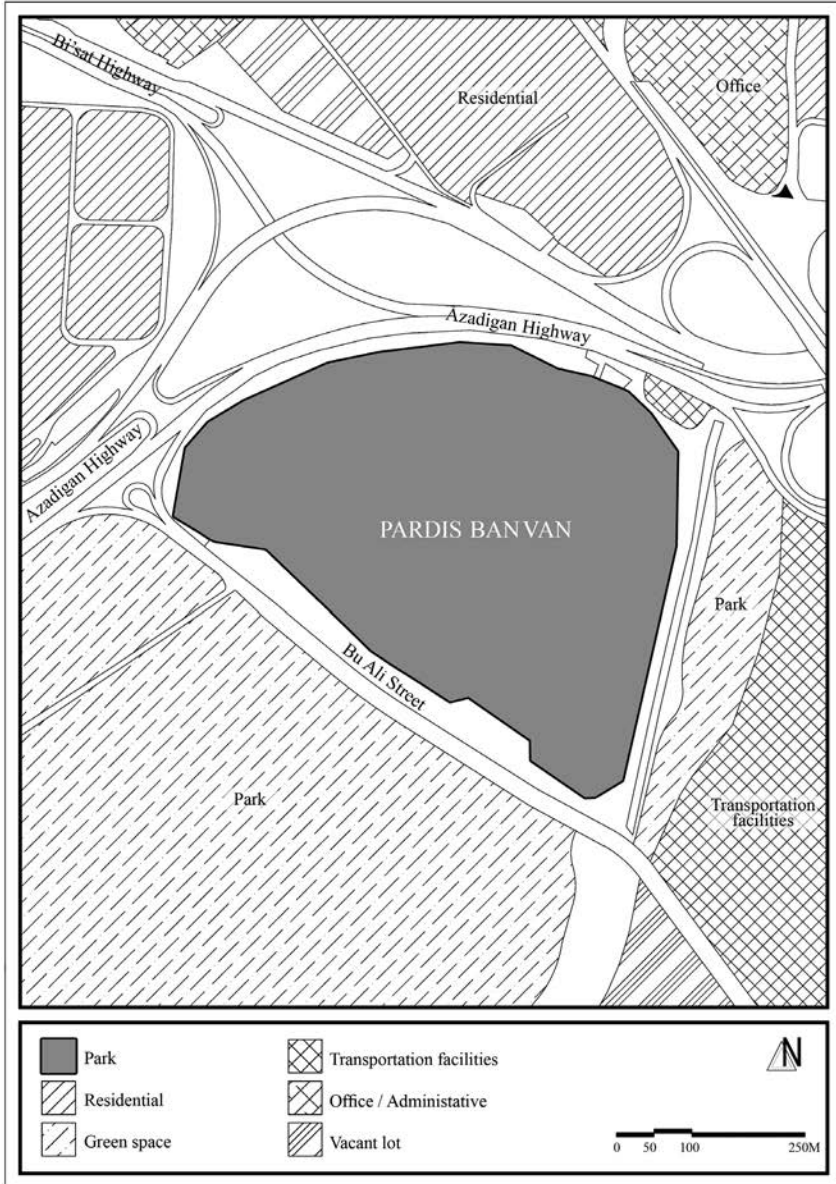 Bi'sat Highway
Residential
Office
Azadigan Highway
Azadigan Highway
PARDIS BANVAN
Park
Bu Ali Street
Park
Transportation
facilities
Park
Transportation facilities
N
Residential
Office / Administative
Green space
Vacant lot
0 50 100 250M